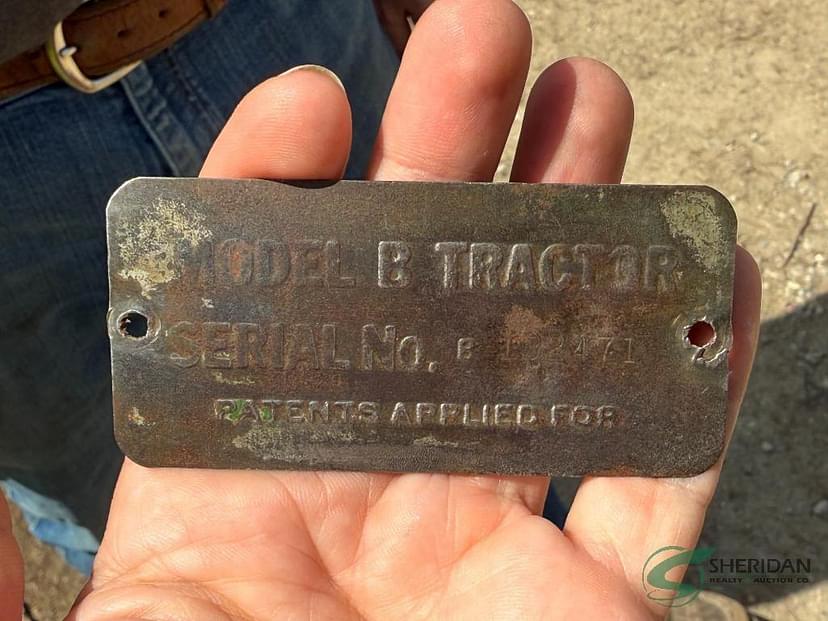 MODEL B TRACTOR
SERIAL No. B
PATENTS APPLIED FOR
SHERIDAN
REALTY & AUCTION CO.